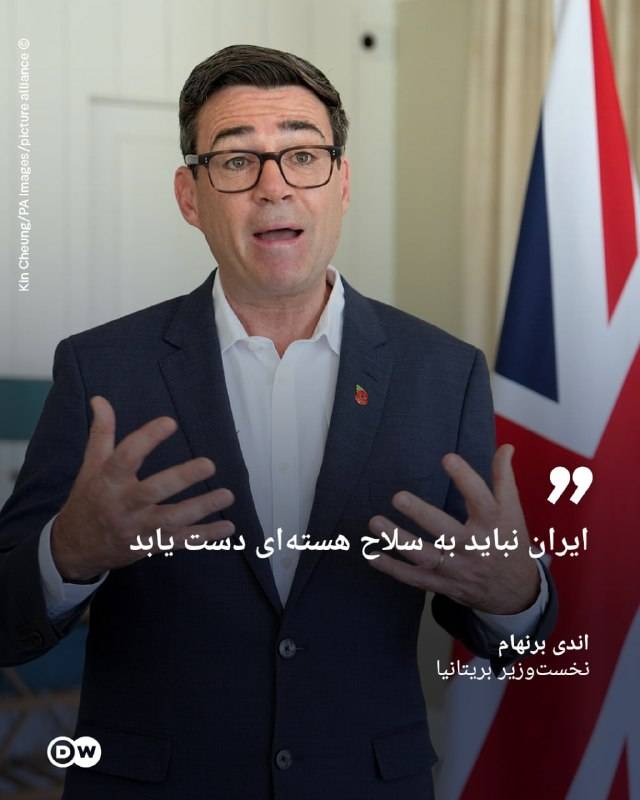 Kin Cheung/PA Images/picture alliance ©
”
ایران نباید به سلاح هسته‌ای دست یابد
اندی برنهام
نخست‌وزیر بریتانیا
DW